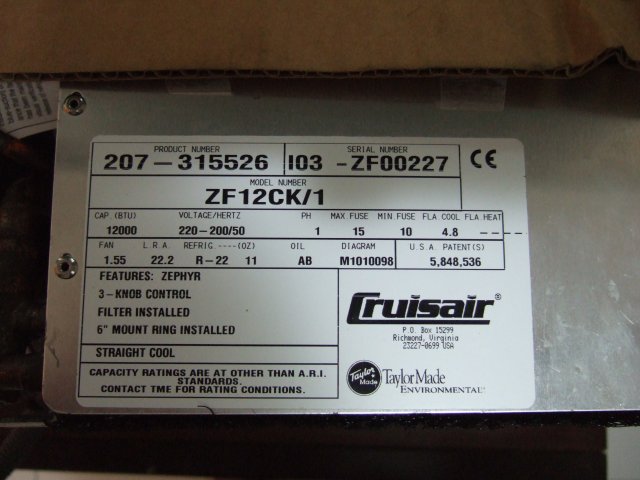 PRODUCT NUMBER SERIAL NUMBER
207-315526 I03 -ZF00227 CE
MODEL NUMBER
ZF12CK/1
CAP (BTU) VOLTAGE/HERTZ PH MAX FUSE MIN FUSE FLA COOL FLA HEAT
12000 220-200/50 1 15 10 4.8 ----
FAN L.R.A. REFRIG ----(OZ) OIL DIAGRAM U.S.A. PATENT(S)
1.55 22.2 R-22 11 AB M1010098 5,848,536
FEATURES: ZEPHYR
3-KNOB CONTROL
FILTER INSTALLED
6" MOUNT RING INSTALLED
STRAIGHT COOL
CAPACITY RATINGS ARE AT OTHER THAN A.R.I.
STANDARDS.
CONTACT TME FOR RATING CONDITIONS.
Cruisair®
P.O. Box 15299
Richmond, Virginia
23227-0699 USA
Taylor Made
TaylorMade
ENVIRONMENTAL